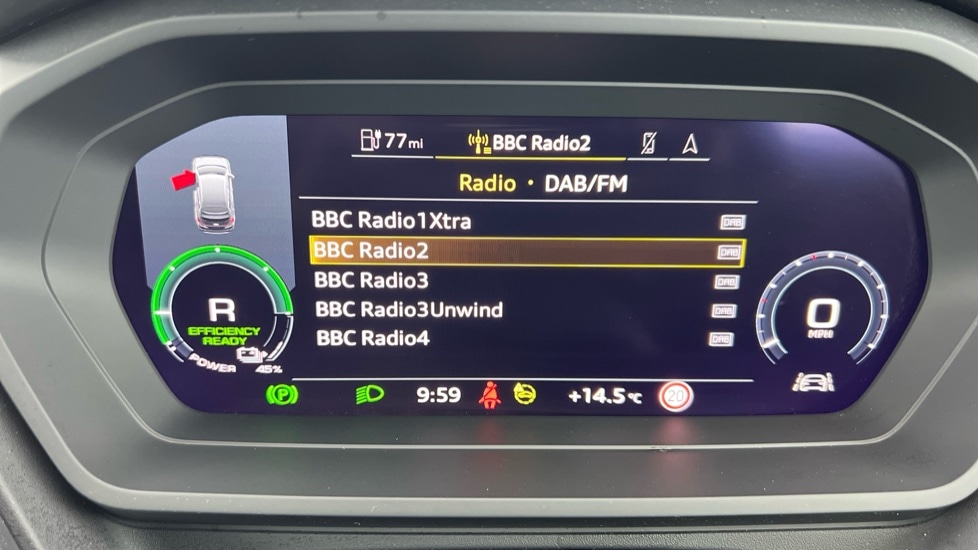 77mi BBC Radio2
Radio • DAB/FM
BBC Radio1Xtra DAB
BBC Radio2 DAB
BBC Radio3 DAB
BBC Radio3Unwind DAB
BBC Radio4 DAB
R
EFFICIENCY
READY
POWER 45%
0
MPH
P 9:59 +14.5°C 20